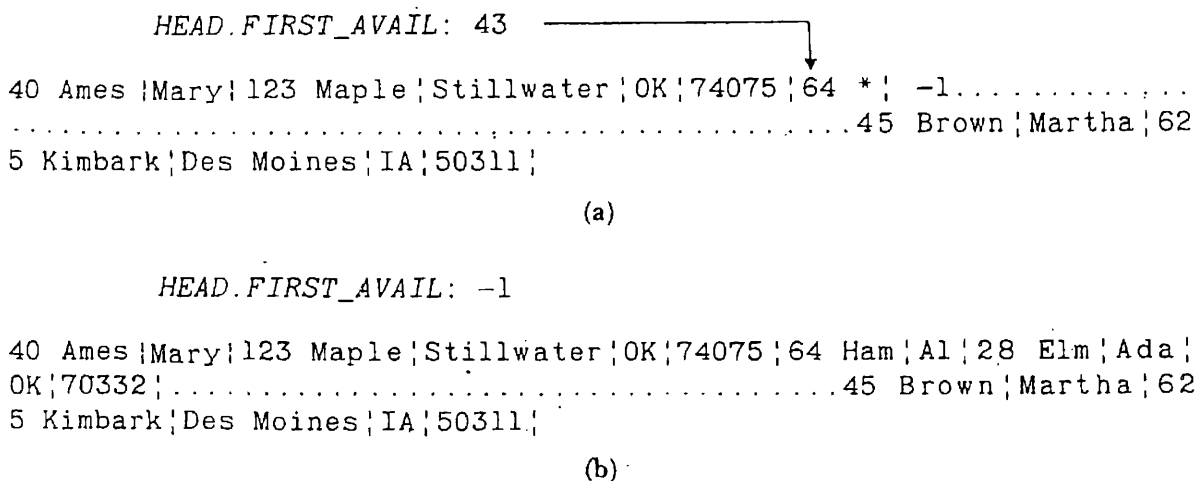 HEAD.FIRST_AVAIL: 43
40 Ames¦Mary¦123 Maple¦Stillwater¦OK¦74075¦64 *¦ -1..............
.................................................45 Brown¦Martha¦62
5 Kimbark¦Des Moines¦IA¦50311¦
(a)
HEAD.FIRST_AVAIL: -1
40 Ames¦Mary¦123 Maple¦Stillwater¦OK¦74075¦64 Ham¦Al¦28 Elm¦Ada¦
OK¦70332¦.......................................45 Brown¦Martha¦62
5 Kimbark¦Des Moines¦IA¦50311¦
(b)